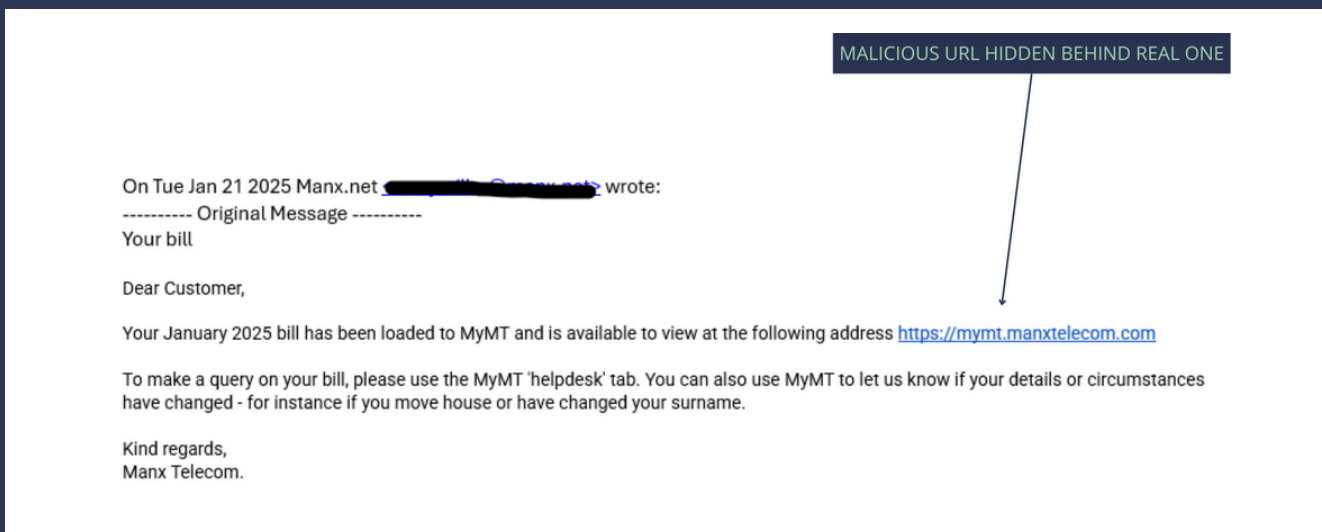 MALICIOUS URL HIDDEN BEHIND REAL ONE
On Tue Jan 21 2025 Manx.net wrote:
---------- Original Message ----------
Your bill
Dear Customer,
Your January 2025 bill has been loaded to MyMT and is available to view at the following address https://mymt.manxtelecom.com
To make a query on your bill, please use the MyMT 'helpdesk' tab. You can also use MyMT to let us know if your details or circumstances
have changed - for instance if you move house or have changed your surname.
Kind regards,
Manx Telecom.